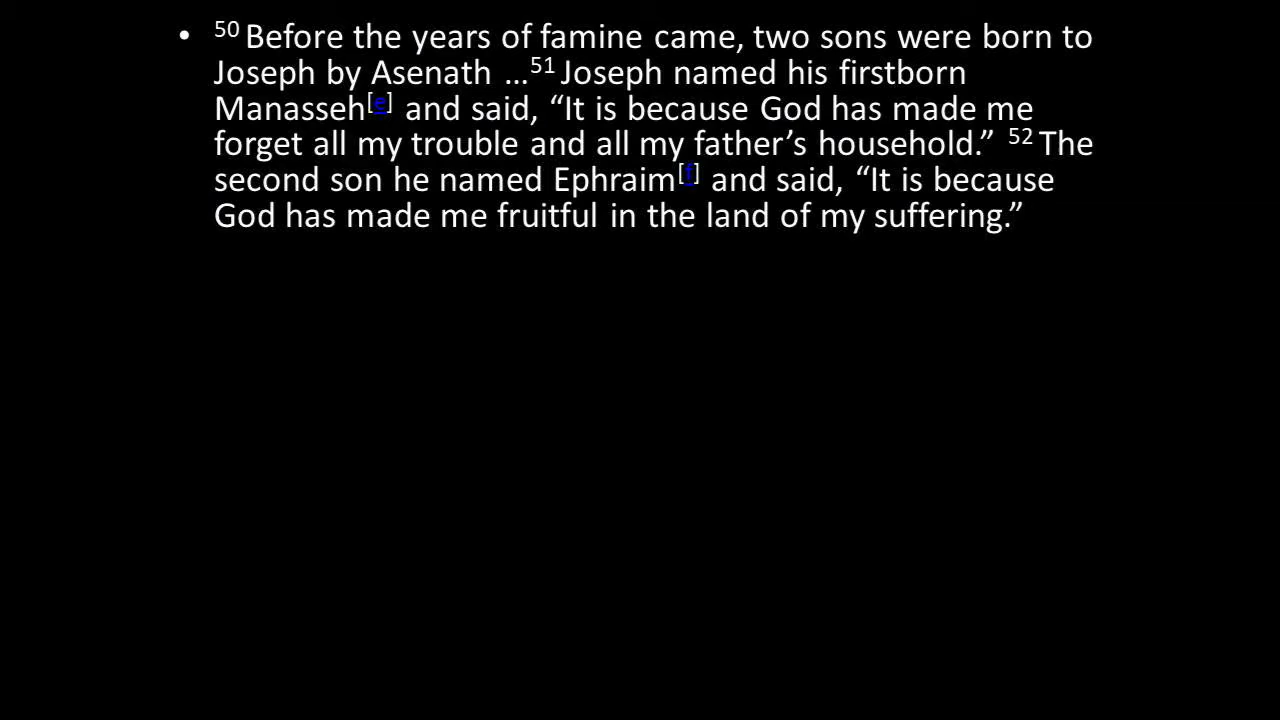 • 50 Before the years of famine came, two sons were born to
Joseph by Asenath …51 Joseph named his firstborn
Manasseh[e] and said, “It is because God has made me
forget all my trouble and all my father’s household.” 52 The
second son he named Ephraim[f] and said, “It is because
God has made me fruitful in the land of my suffering.”